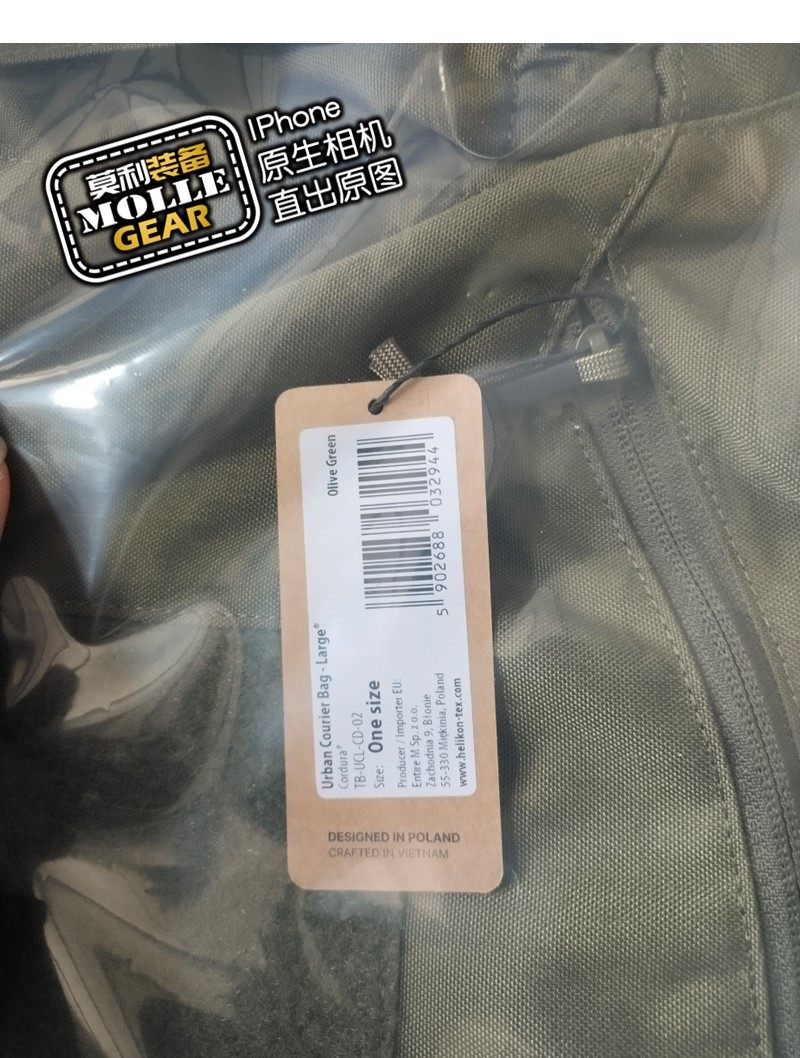 莫利装备
MOLLE
GEAR
IPhone
原生相机
直出原图
Olive Green
5 902688 032944
Urban Courier Bag - Large®
Cordura®
TB-UCL-CD-02
Size: One size
Producer / Importer EU:
Entire M Sp. z o.o.
Zachodnia 9, Błonie
55-330 Miękinia, Poland
www.helikon-tex.com
DESIGNED IN POLAND
CRAFTED IN VIETNAM